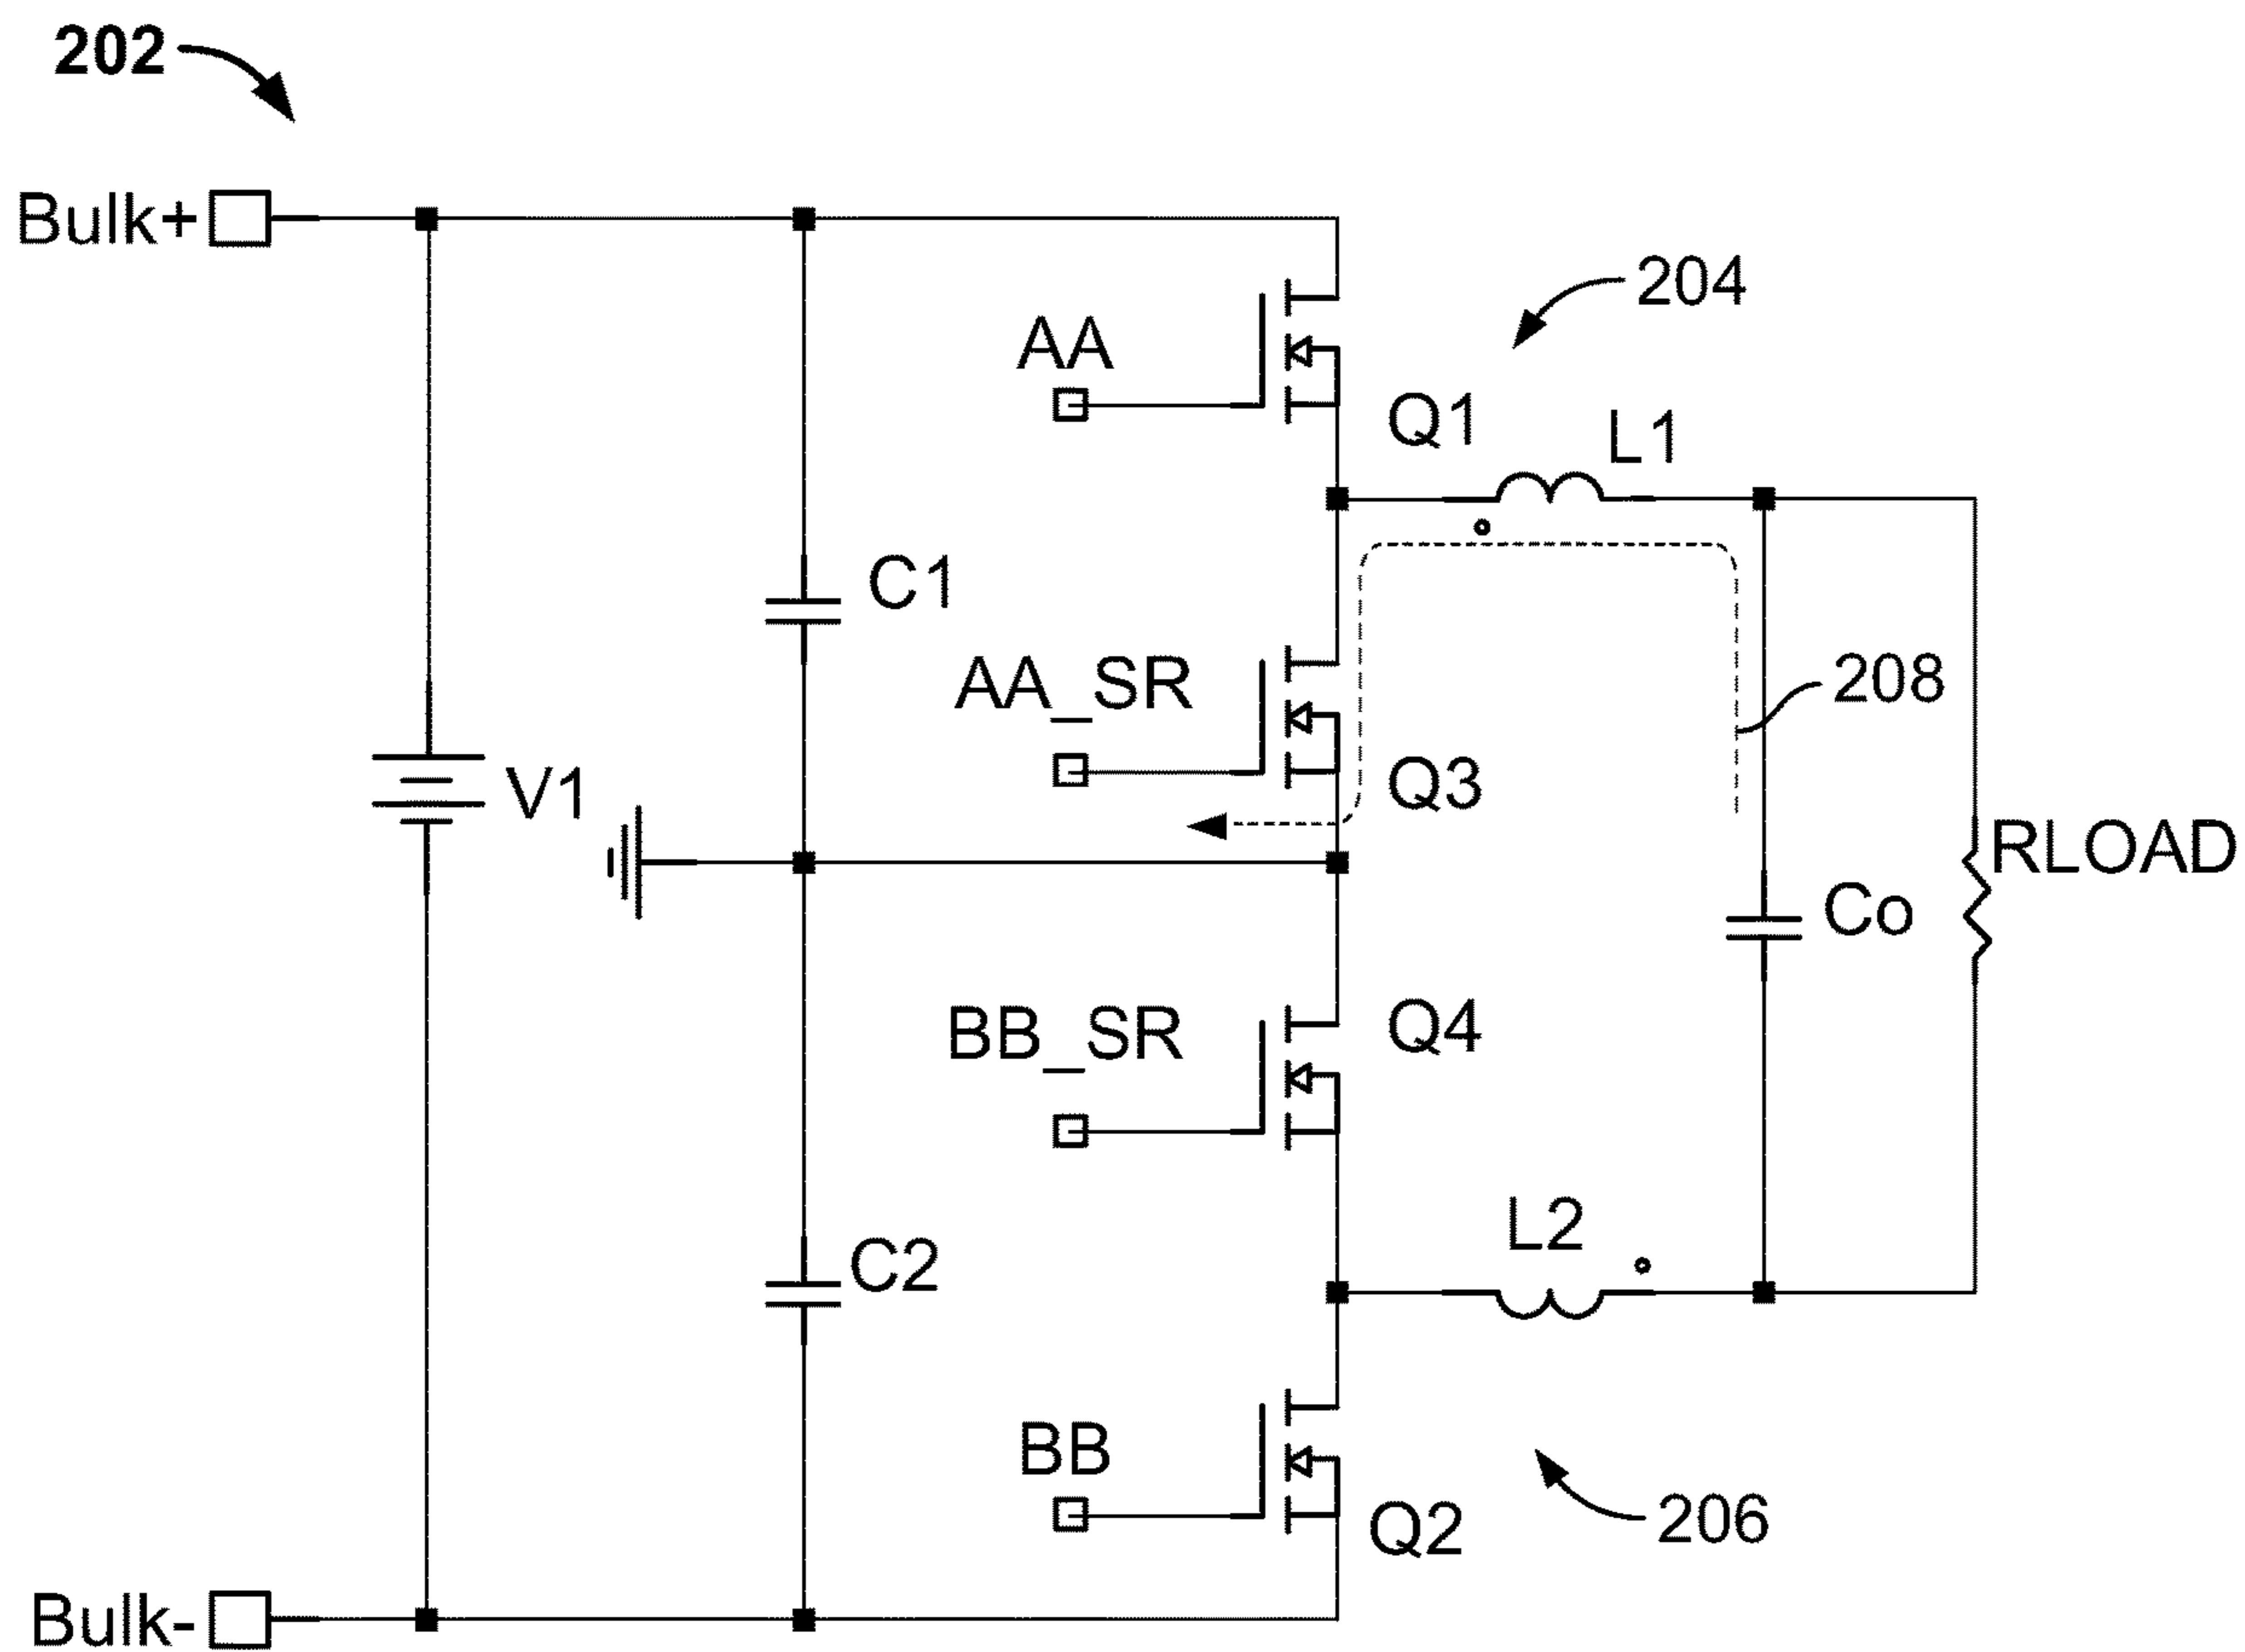 202
Bulk+
204
AA
Q1
L1
C1
AA_SR
208
Q3
V1
RLOAD
Co
Q4
BB_SR
L2
C2
BB
206
Q2
Bulk-